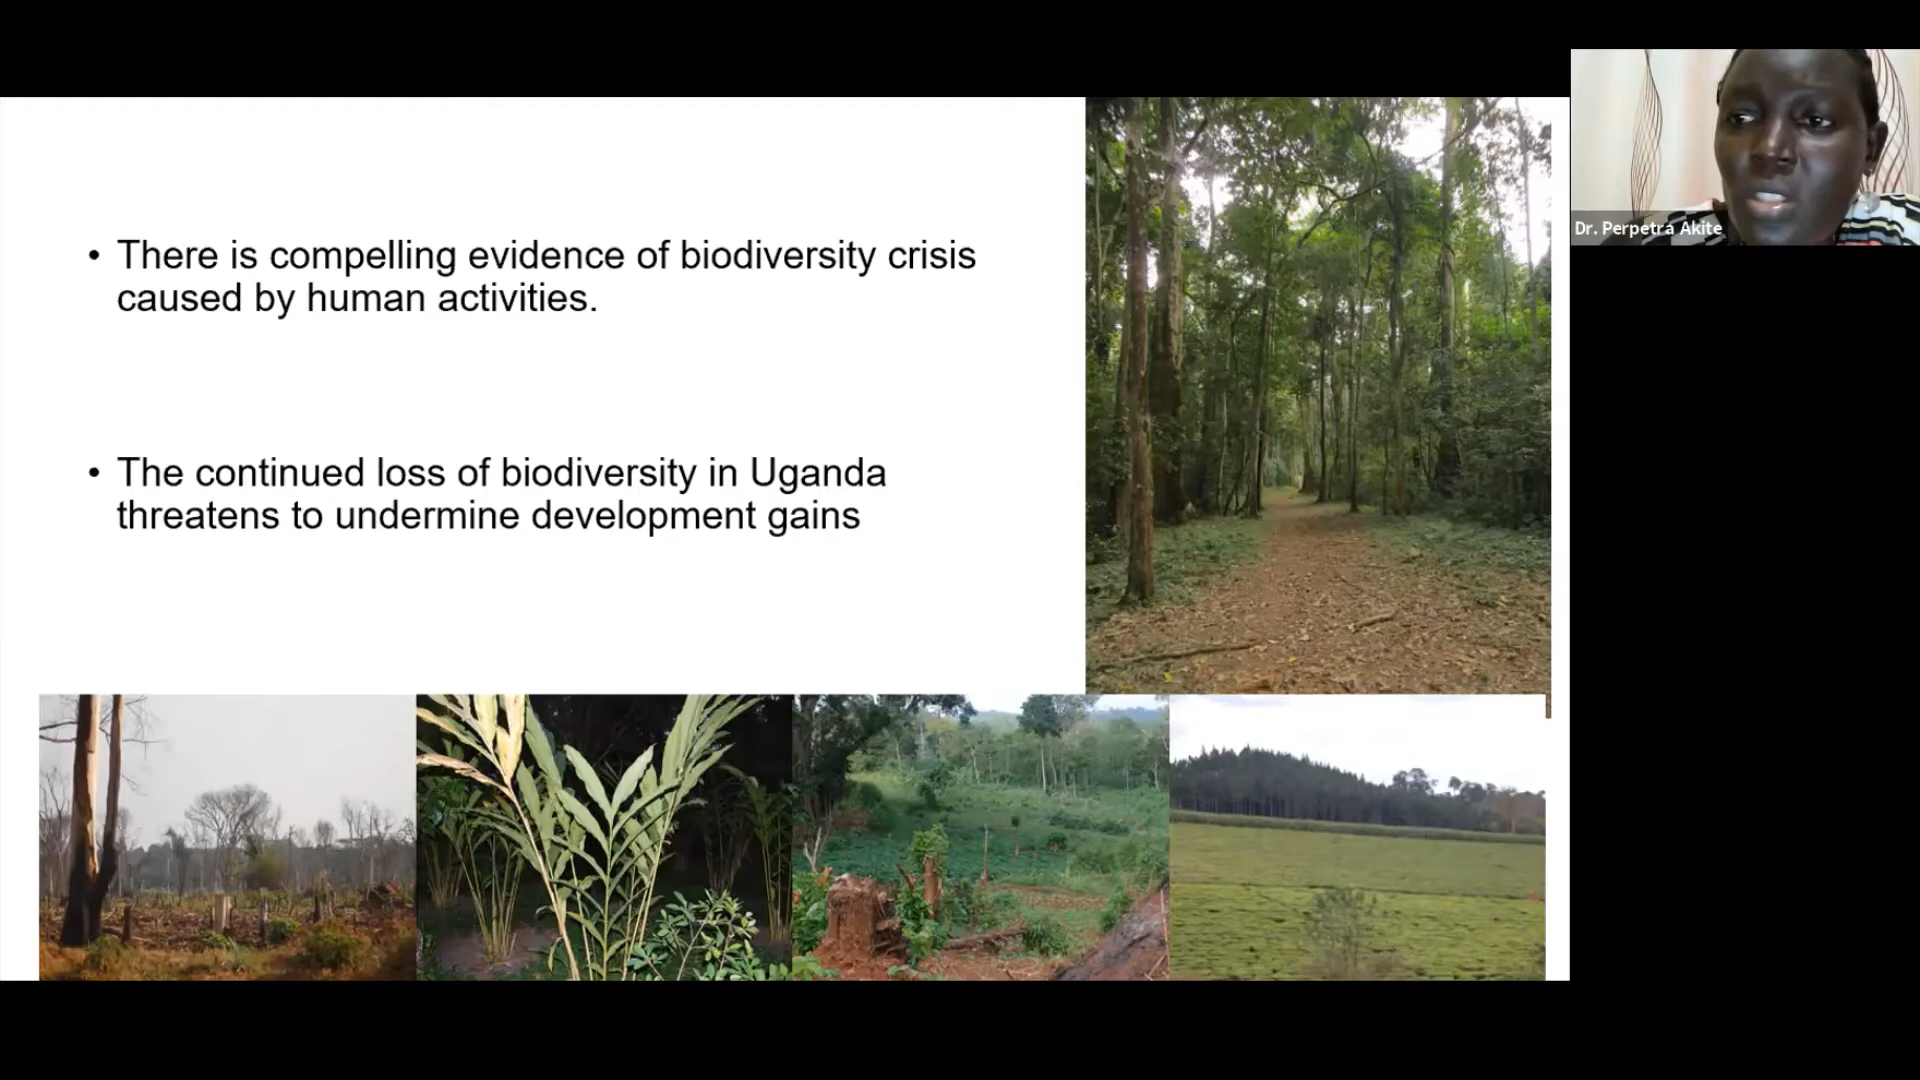 • There is compelling evidence of biodiversity crisis
caused by human activities.
• The continued loss of biodiversity in Uganda
threatens to undermine development gains
Dr. Perpetra Akite